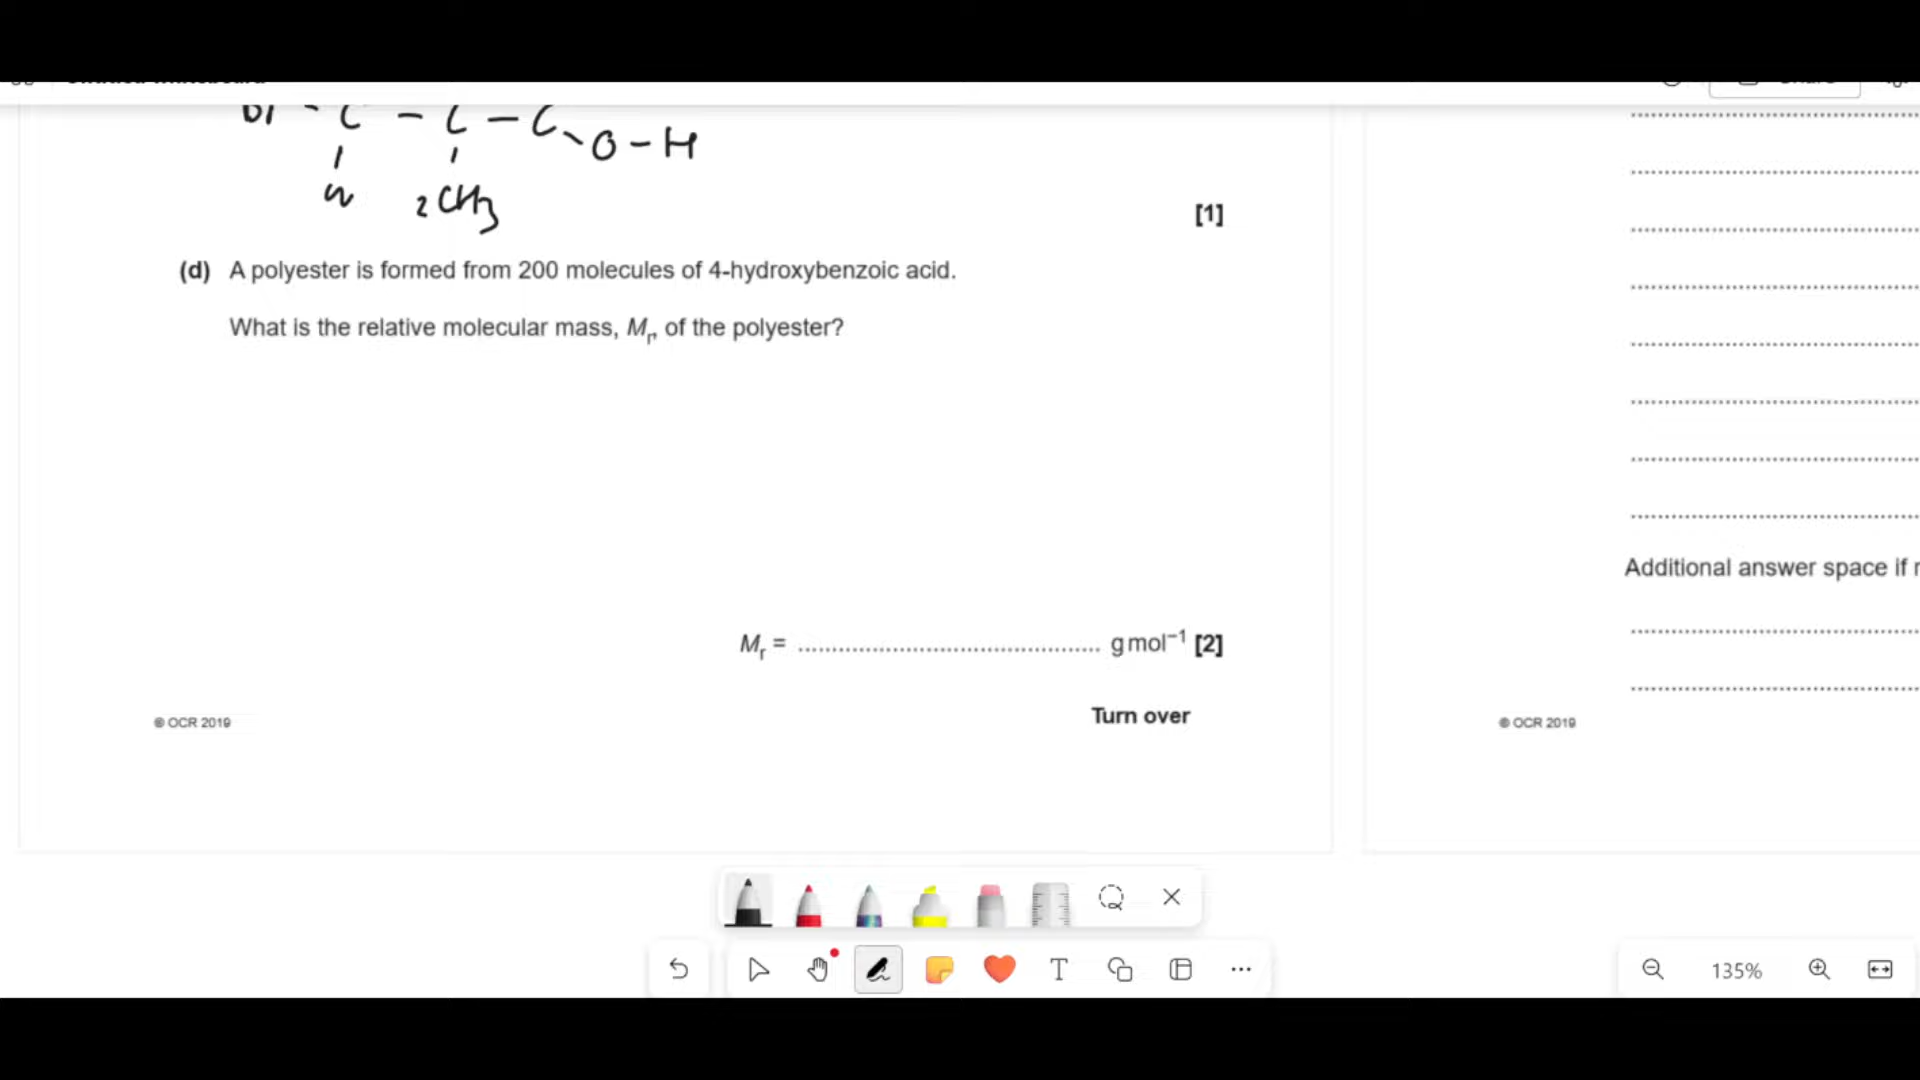 C - C - C
O - H
2CH3
[1]
(d) A polyester is formed from 200 molecules of 4-hydroxybenzoic acid.
What is the relative molecular mass, Mr, of the polyester?
Mr = ............................................. g mol⁻¹ [2]
© OCR 2019
Turn over
Additional answer space if
© OCR 2019
T
135%